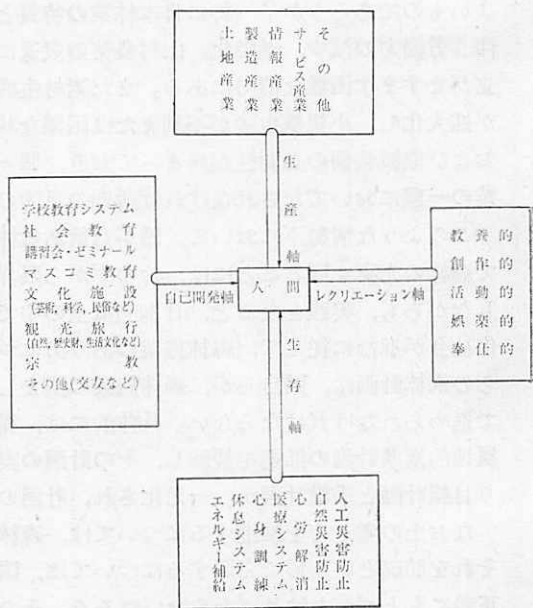 その他
サービス産業
情報産業
製造産業
土地産業
生産軸
学校教育システム
社会教育
講習会・ゼミナール
マスコミ教育
文化施設
(芸術、科学、民俗など)
観光旅行
(自然、歴史財、生活文化など)
宗教
その他(交友など)
自己開発軸
人間
レクリエーション軸
教養的
創作的
活動的
娯楽的
奉仕的
生存軸
人工災害防止
自然災害防止
心労解消
医療システム
心身訓練
休息システム
エネルギー補給